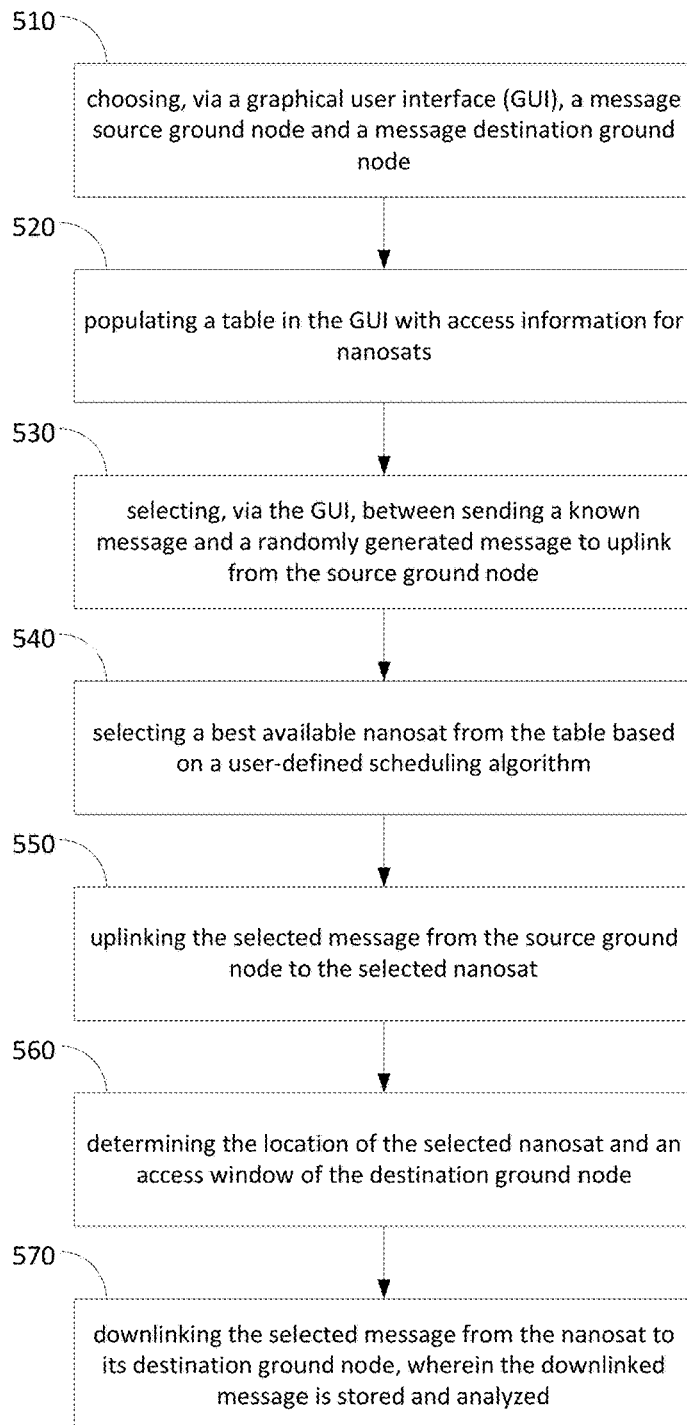 510
choosing, via a graphical user interface (GUI), a message
source ground node and a message destination ground
node
520
populating a table in the GUI with access information for
nanosats
530
selecting, via the GUI, between sending a known
message and a randomly generated message to uplink
from the source ground node
540
selecting a best available nanosat from the table based
on a user-defined scheduling algorithm
550
uplinking the selected message from the source ground
node to the selected nanosat
560
determining the location of the selected nanosat and an
access window of the destination ground node
570
downlinking the selected message from the nanosat to
its destination ground node, wherein the downlinked
message is stored and analyzed